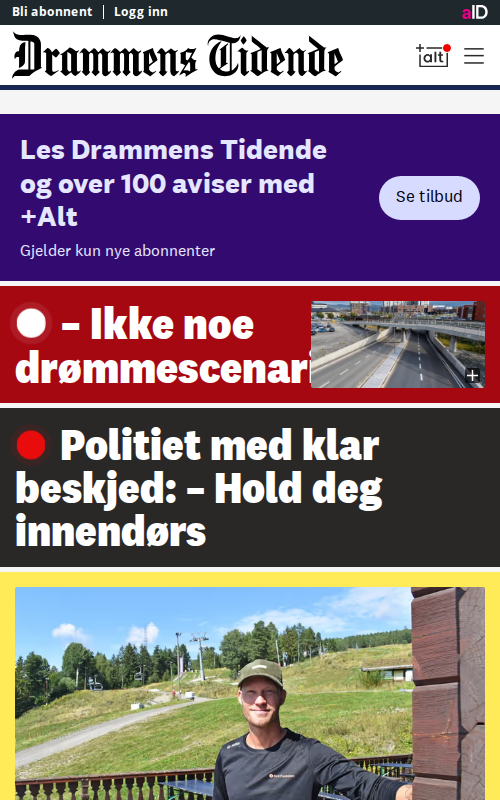 Bli abonnent | Logg inn
aID
Drammens Tidende
+alt
Les Drammens Tidende
og over 100 aviser med
+Alt
Se tilbud
Gjelder kun nye abonnenter
– Ikke noe
drømmescenari
Politiet med klar
beskjed: – Hold deg
innendørs